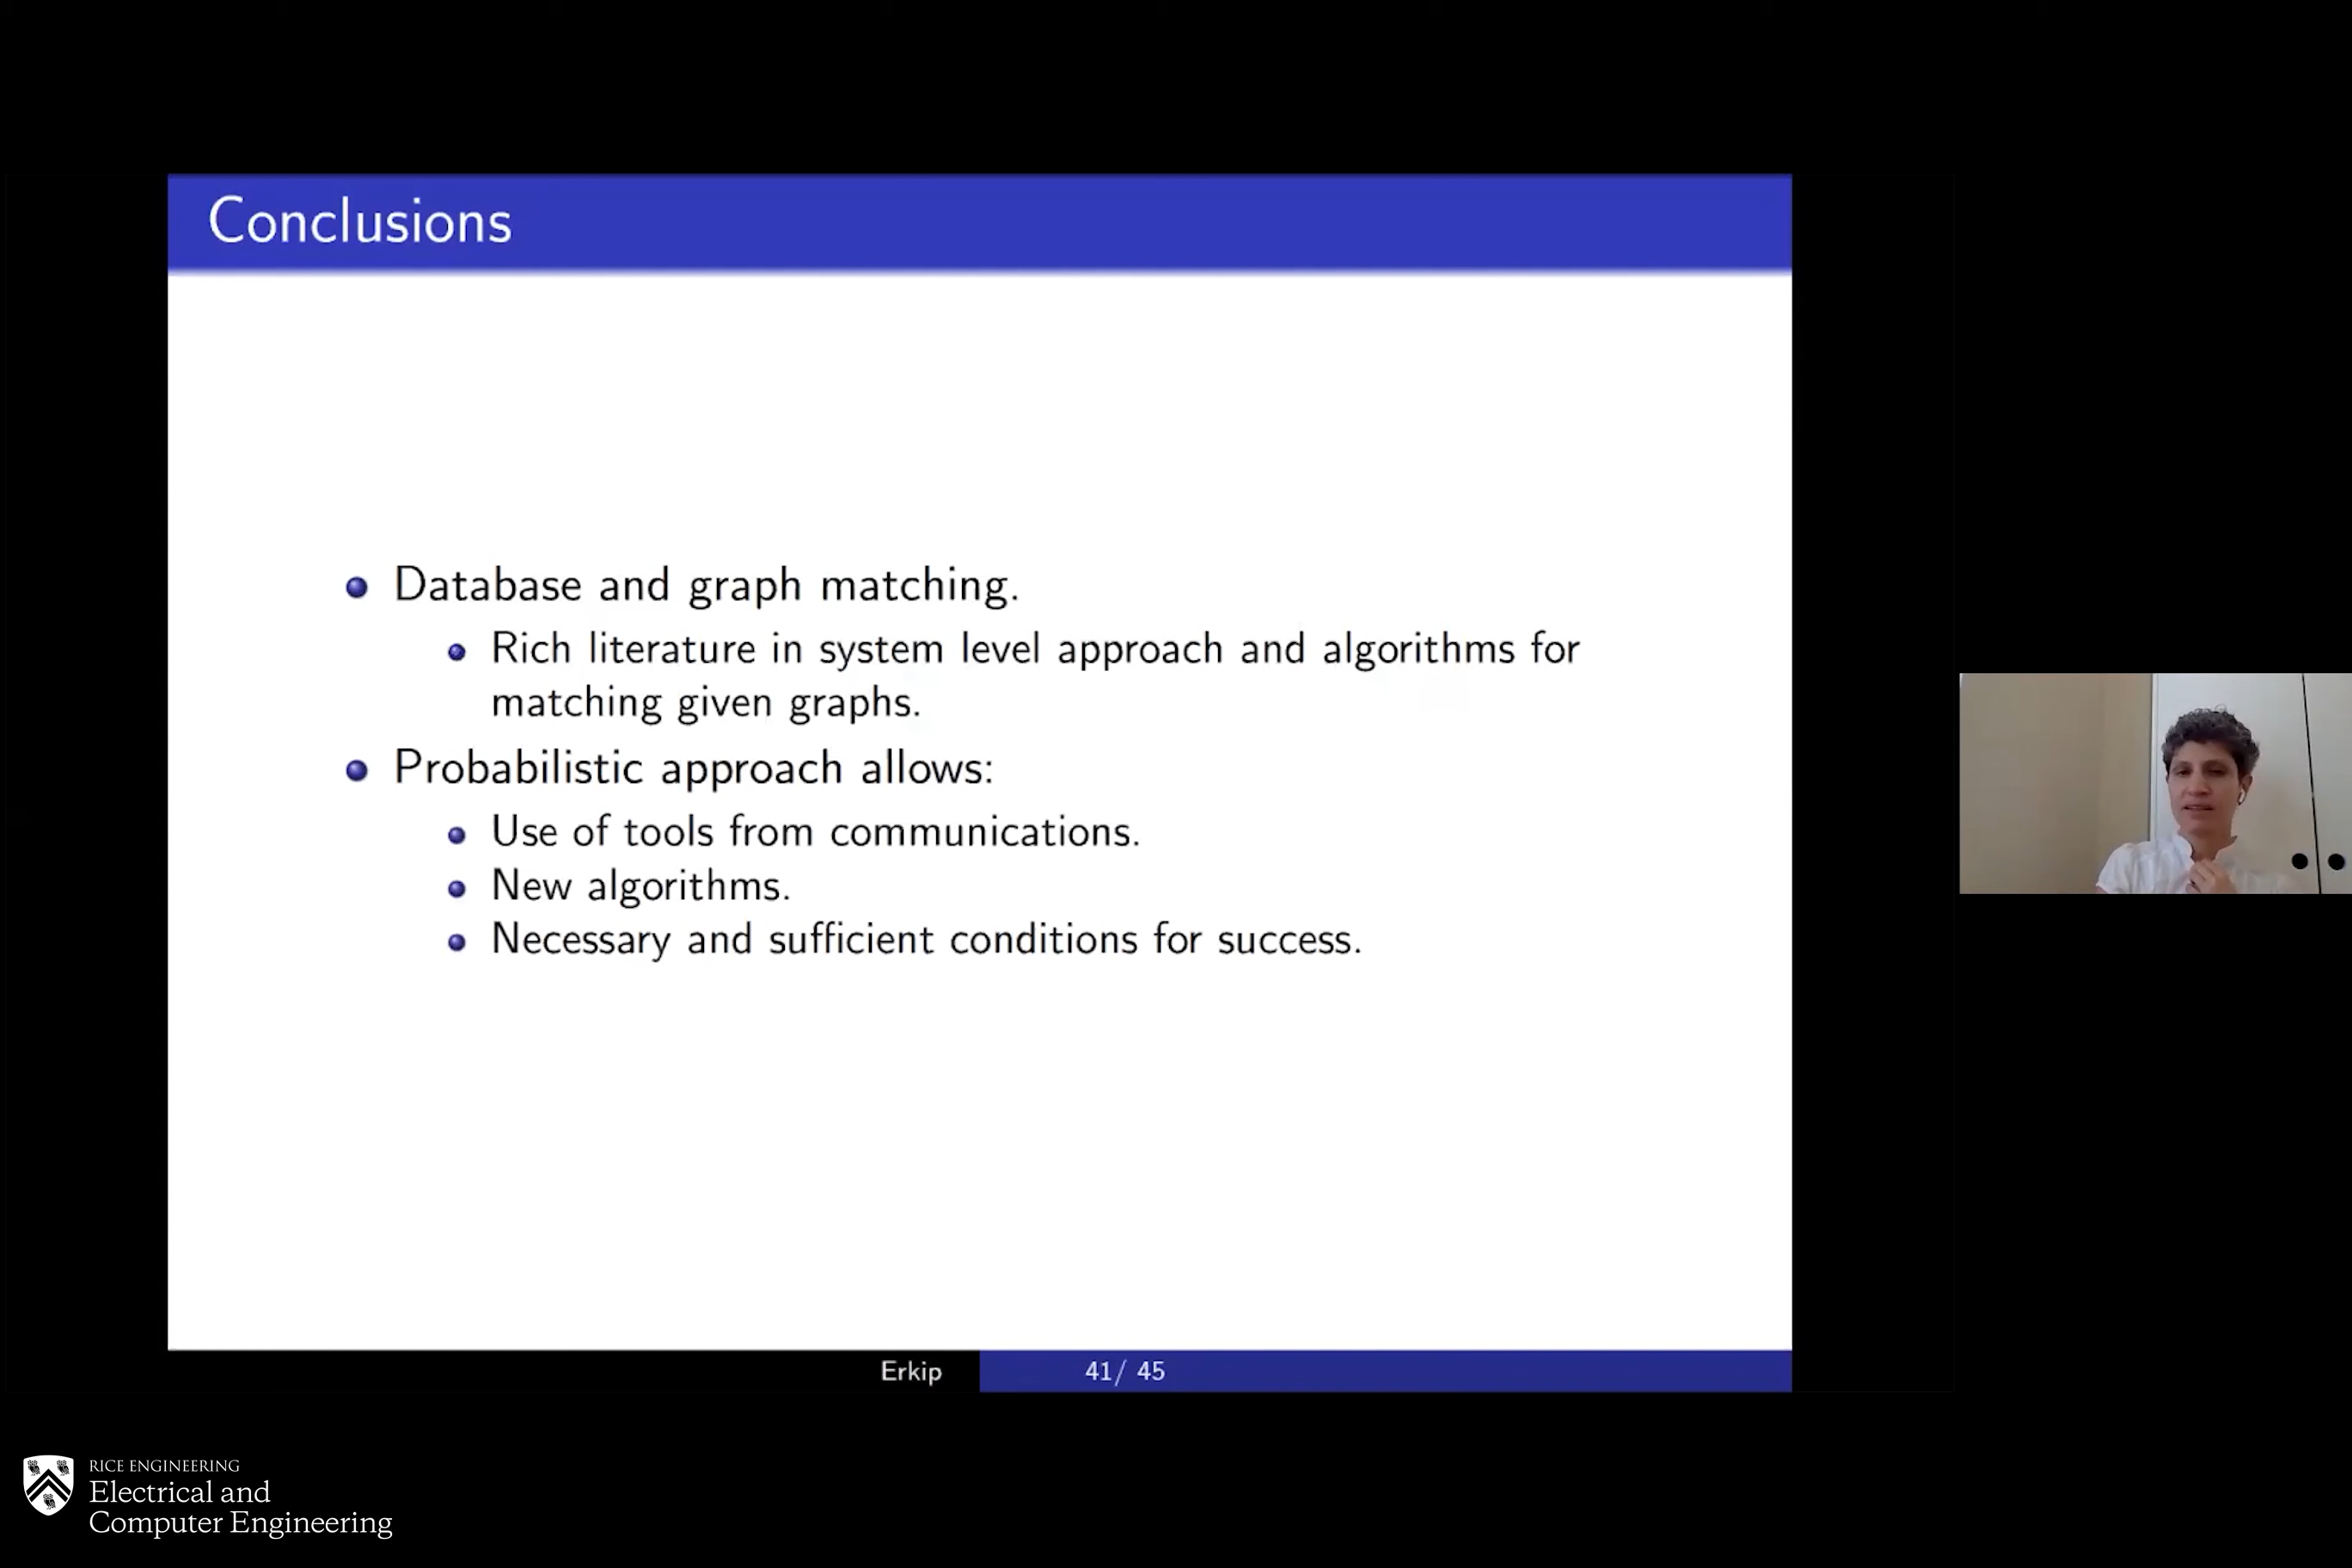 Conclusions
Database and graph matching.
Rich literature in system level approach and algorithms for
matching given graphs.
Probabilistic approach allows:
Use of tools from communications.
New algorithms.
Necessary and sufficient conditions for success.
Erkip
41/ 45
RICE ENGINEERING
Electrical and
Computer Engineering